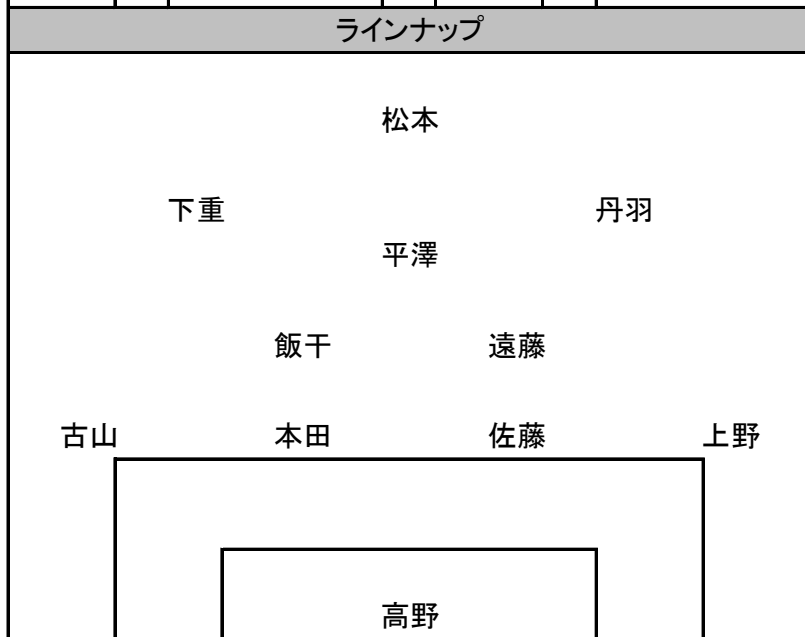 ラインナップ
松本
下重 丹羽
平澤
飯干 遠藤
古山 本田 佐藤 上野
高野